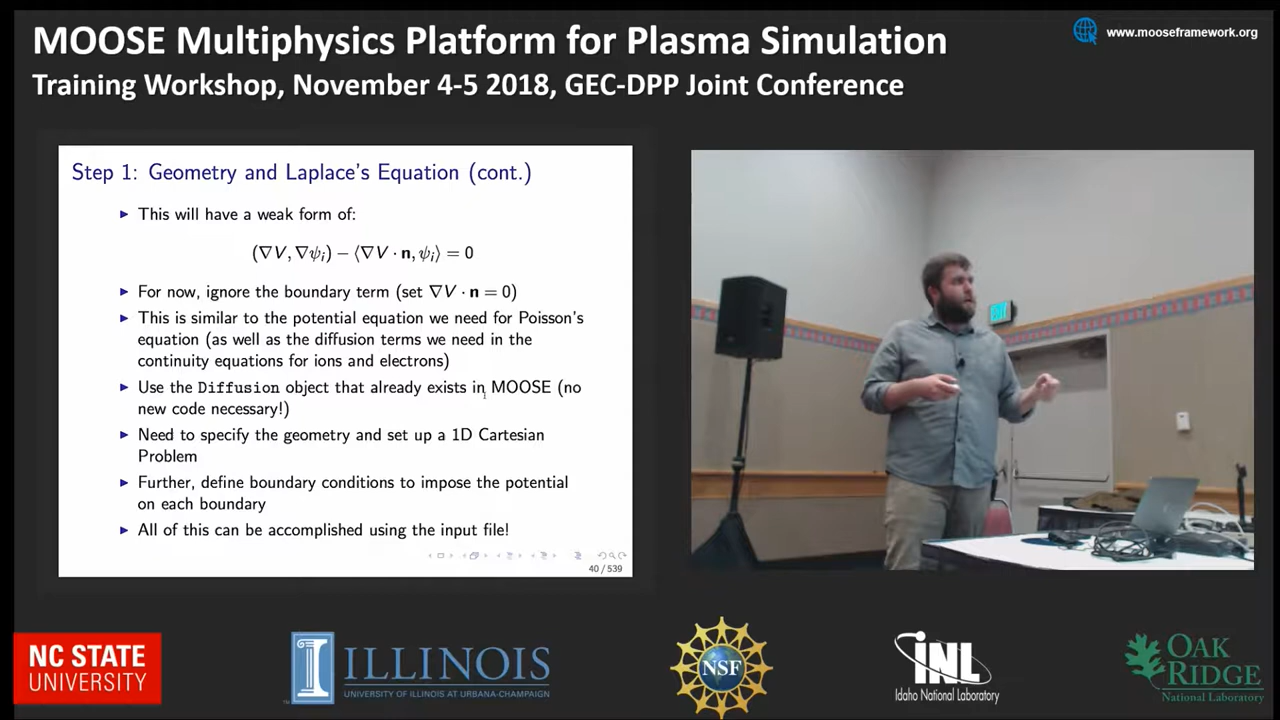 MOOSE Multiphysics Platform for Plasma Simulation
Training Workshop, November 4-5 2018, GEC-DPP Joint Conference
www.mooseframework.org
Step 1: Geometry and Laplace's Equation (cont.)
► This will have a weak form of:
(∇V, ∇ψᵢ) − ⟨∇V · n, ψᵢ⟩ = 0
► For now, ignore the boundary term (set ∇V · n = 0)
► This is similar to the potential equation we need for Poisson's
equation (as well as the diffusion terms we need in the
continuity equations for ions and electrons)
► Use the Diffusion object that already exists in MOOSE (no
new code necessary!)
► Need to specify the geometry and set up a 1D Cartesian
Problem
► Further, define boundary conditions to impose the potential
on each boundary
► All of this can be accomplished using the input file!
40 / 539
EXIT
NC STATE
UNIVERSITY
ILLINOIS
UNIVERSITY OF ILLINOIS AT URBANA-CHAMPAIGN
NSF
INL
Idaho National Laboratory
OAK
RIDGE
National Laboratory